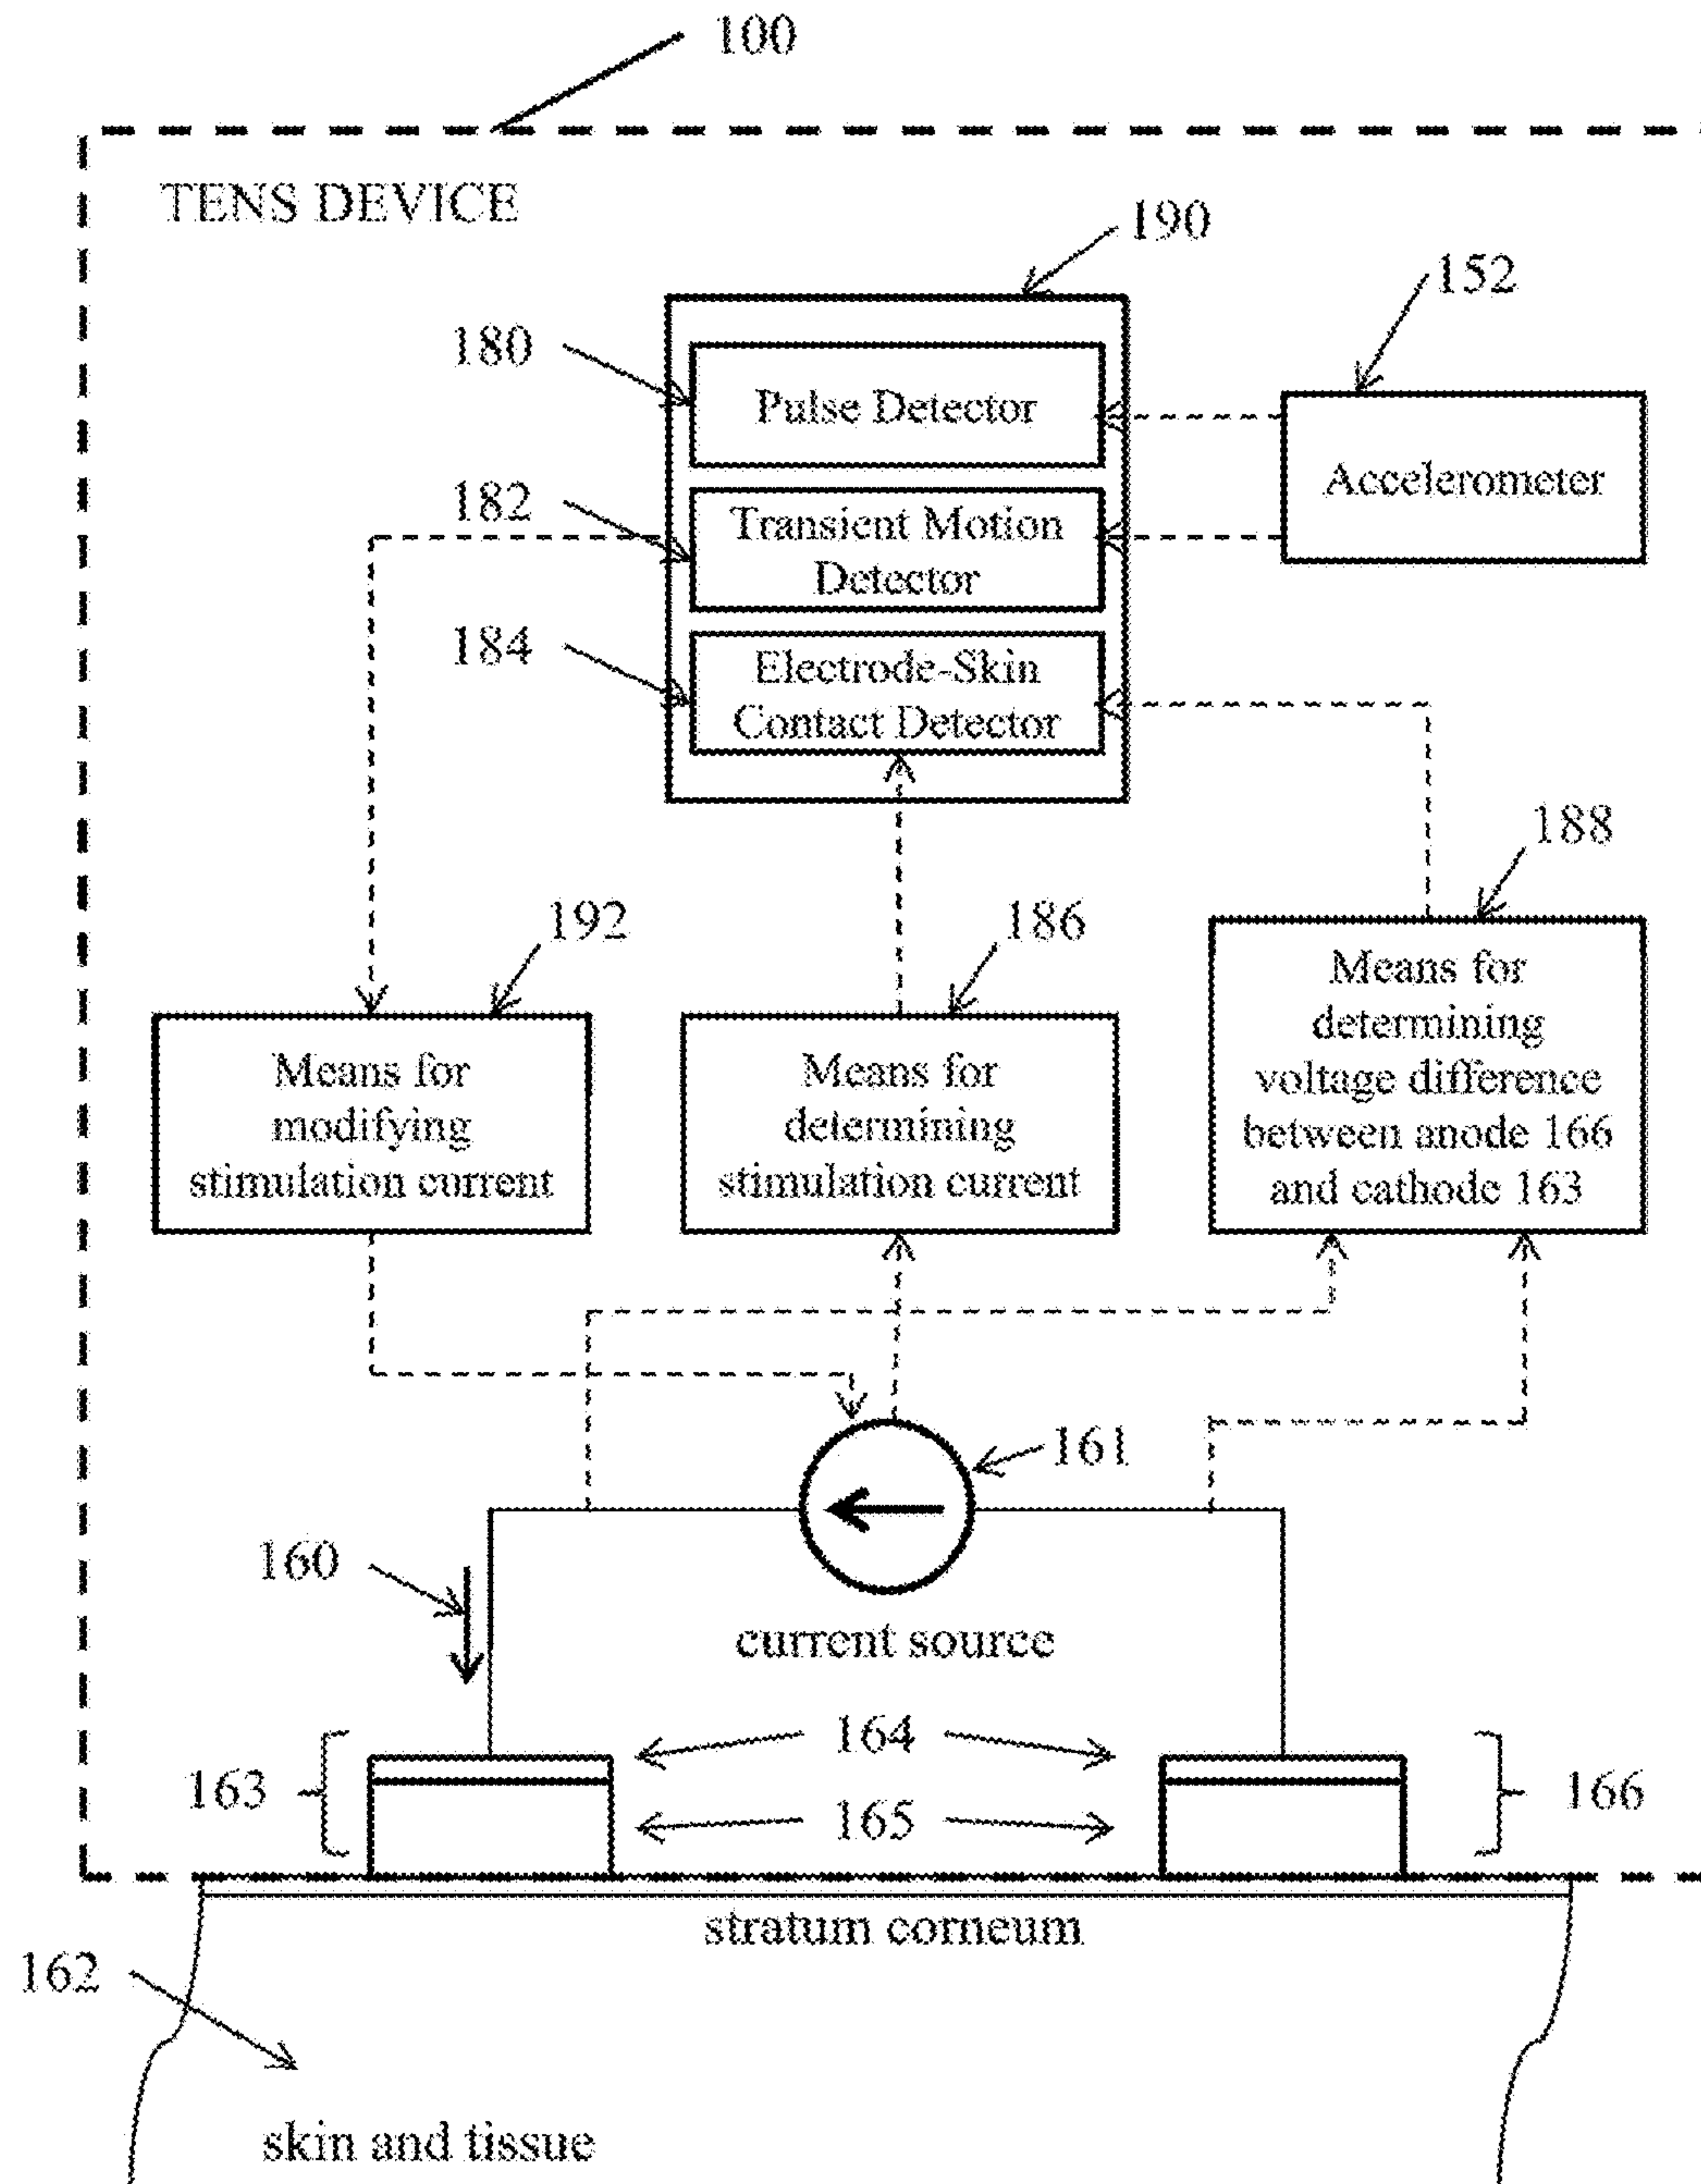 100
TENS DEVICE
190
152
180
Pulse Detector
Accelerometer
182
Transient Motion
Detector
184
Electrode-Skin
Contact Detector
188
192
186
Means for
modifying
stimulation current
Means for
determining
stimulation current
Means for
determining
voltage difference
between anode 166
and cathode 163
161
160
current source
164
163
166
165
stratum corneum
162
skin and tissue